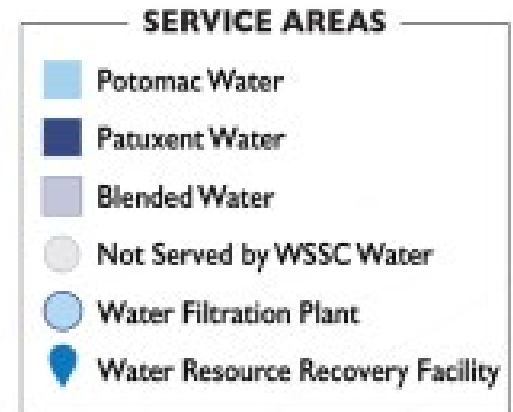 SERVICE AREAS
Potomac Water
Patuxent Water
Blended Water
Not Served by WSSC Water
Water Filtration Plant
Water Resource Recovery Facility